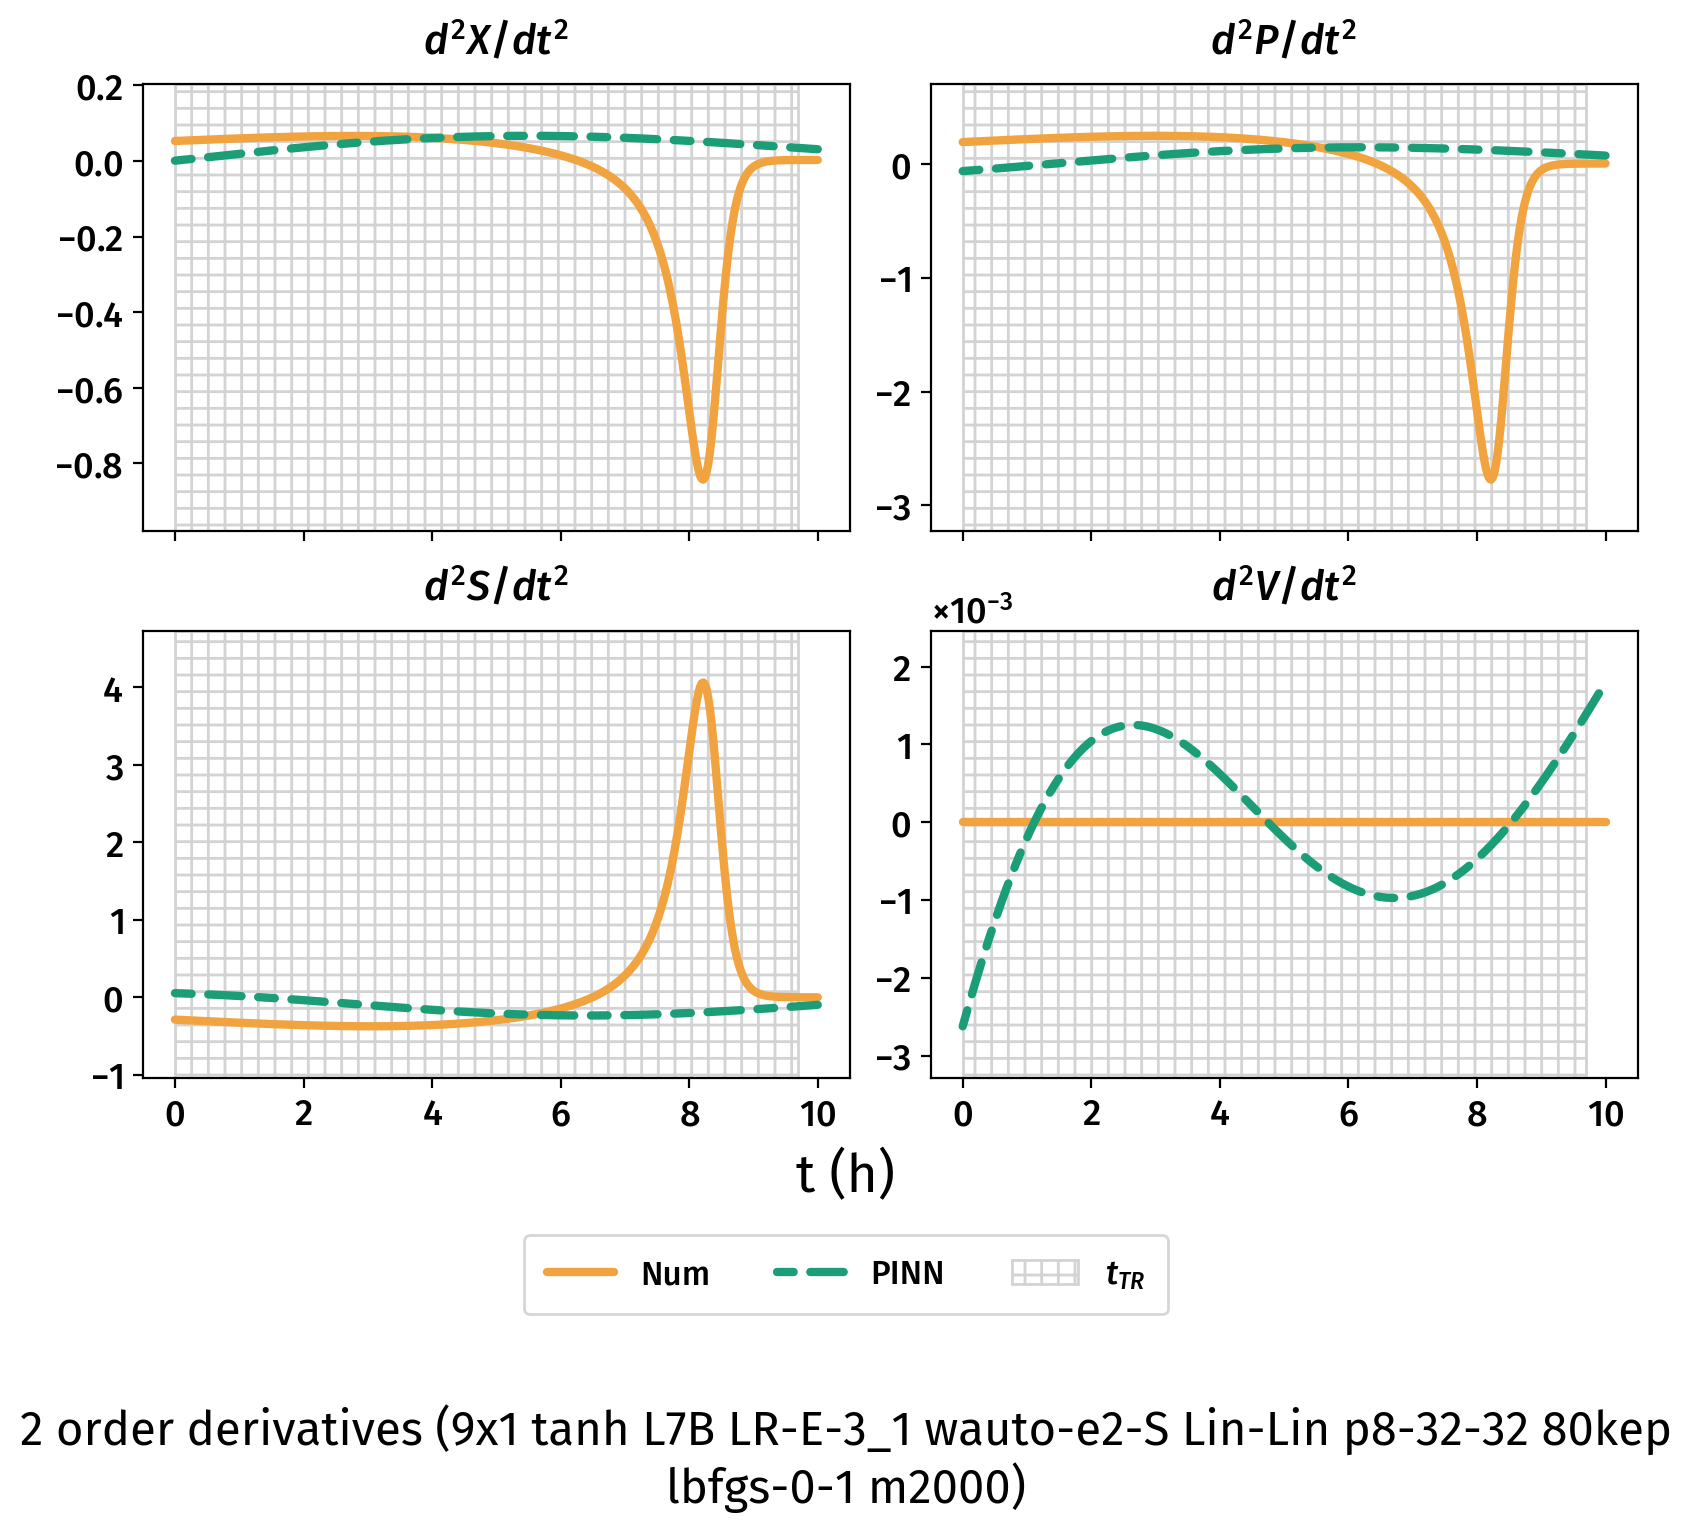 d²X/dt²
d²P/dt²
0.2
0.0
−0.2
−0.4
−0.6
−0.8
0
−1
−2
−3
d²S/dt²
d²V/dt²
×10⁻³
4
3
2
1
0
−1
2
1
0
−1
−2
−3
0 2 4 6 8 10
0 2 4 6 8 10
t (h)
Num PINN t_TR
2 order derivatives (9x1 tanh L7B LR-E-3_1 wauto-e2-S Lin-Lin p8-32-32 80kep
lbfgs-0-1 m2000)